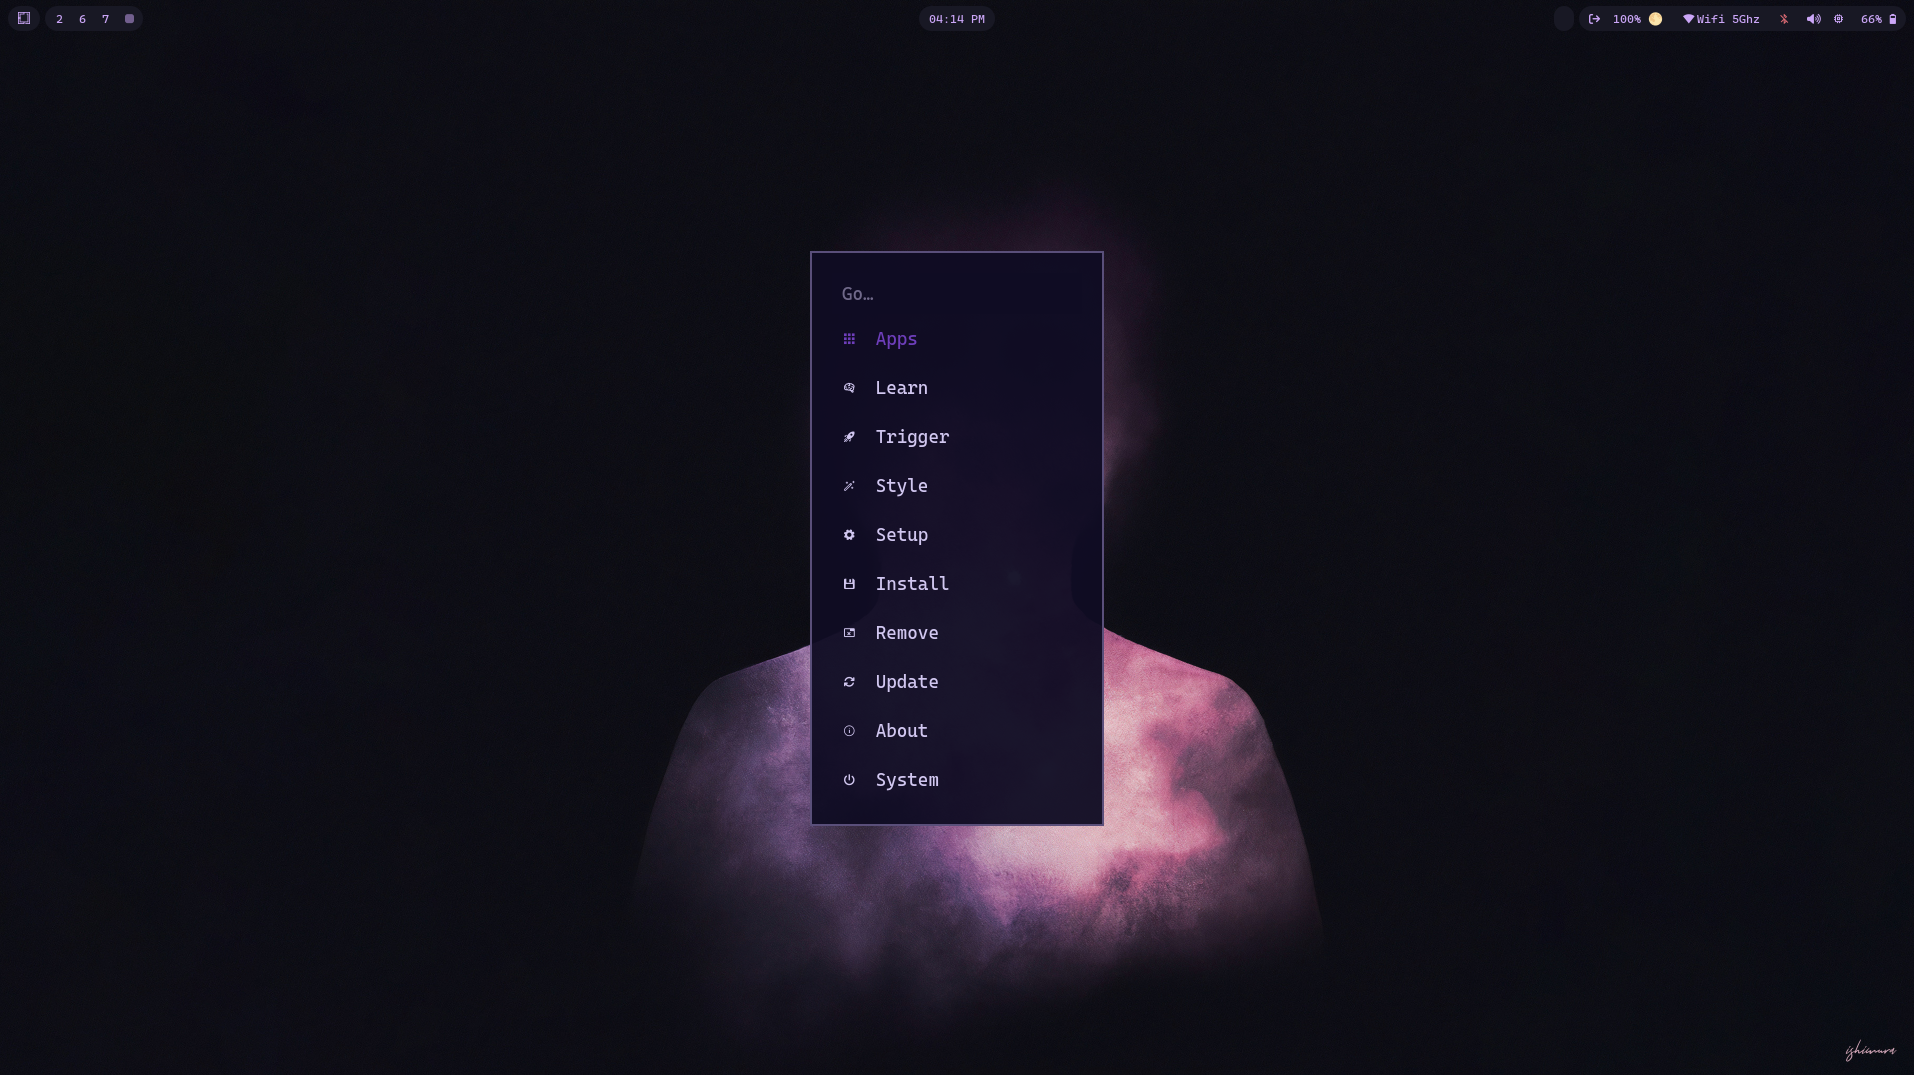 2 6 7
04:14 PM
100% Wifi 5Ghz 66%
Go…
Apps
Learn
Trigger
Style
Setup
Install
Remove
Update
About
System
ishimura